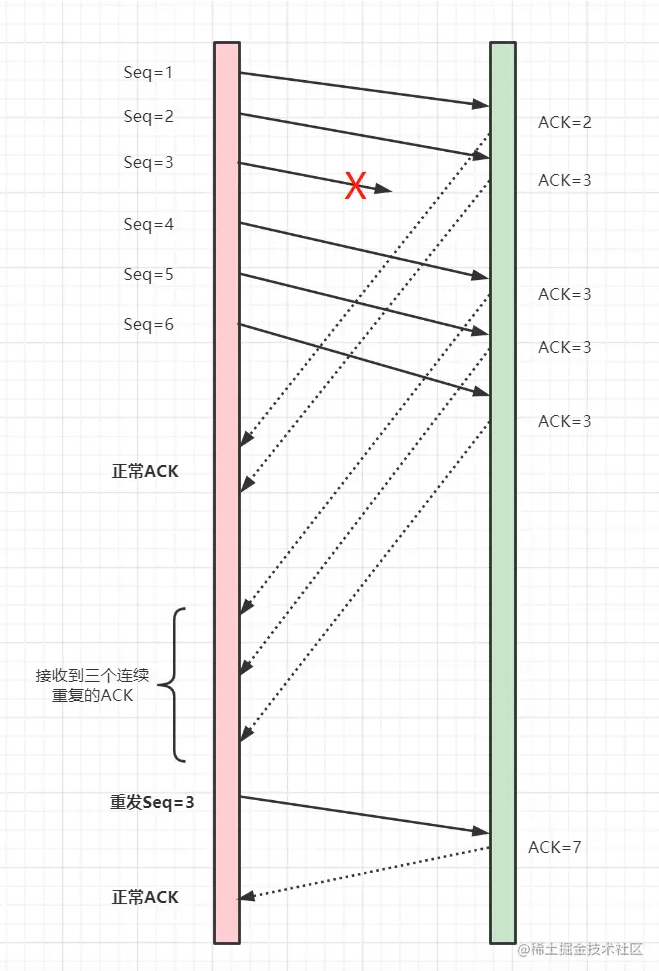 Seq=1
ACK=2
Seq=2
Seq=3
ACK=3
Seq=4
Seq=5
ACK=3
Seq=6
ACK=3
ACK=3
正常ACK
接收到三个连续
重复的ACK
重发Seq=3
ACK=7
正常ACK
@稀土掘金技术社区